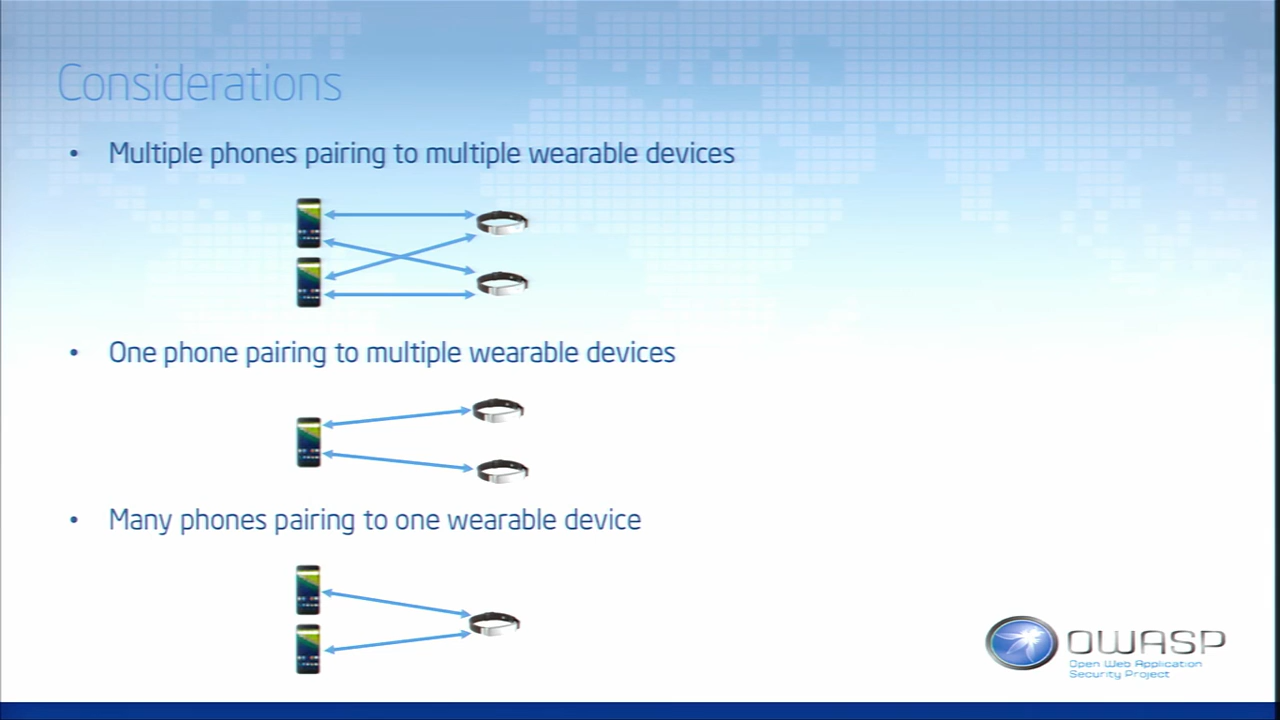 Considerations
• Multiple phones pairing to multiple wearable devices
• One phone pairing to multiple wearable devices
• Many phones pairing to one wearable device
OWASP
Open Web Application
Security Project